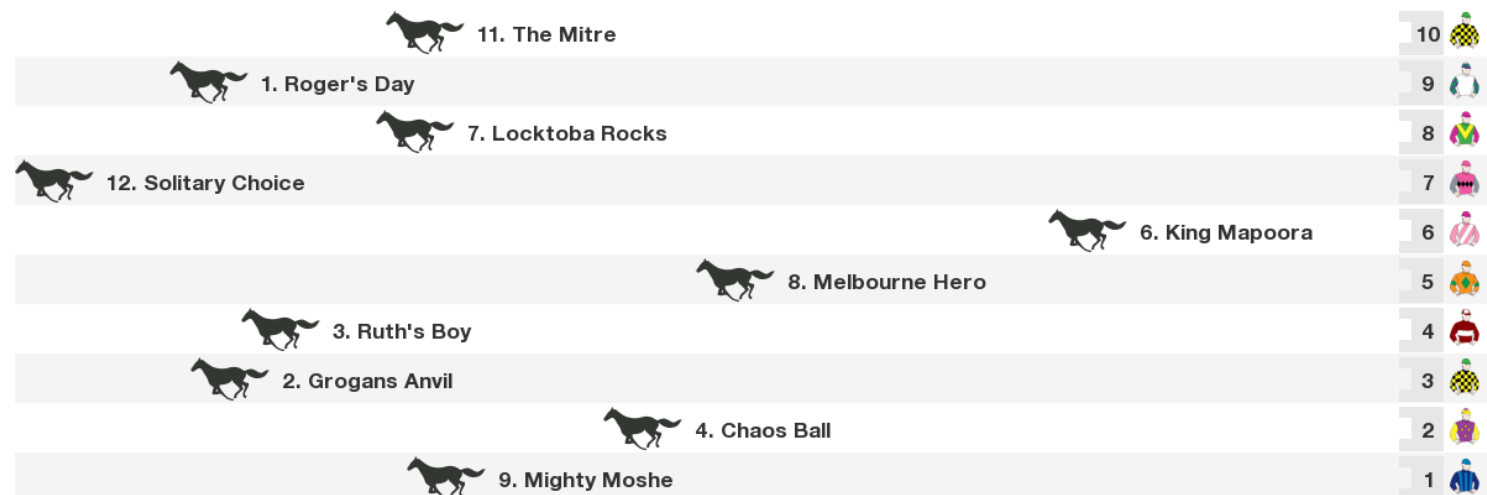 11. The Mitre 10
1. Roger's Day 9
7. Locktoba Rocks 8
12. Solitary Choice 7
6. King Mapoora 6
8. Melbourne Hero 5
3. Ruth's Boy 4
2. Grogans Anvil 3
4. Chaos Ball 2
9. Mighty Moshe 1